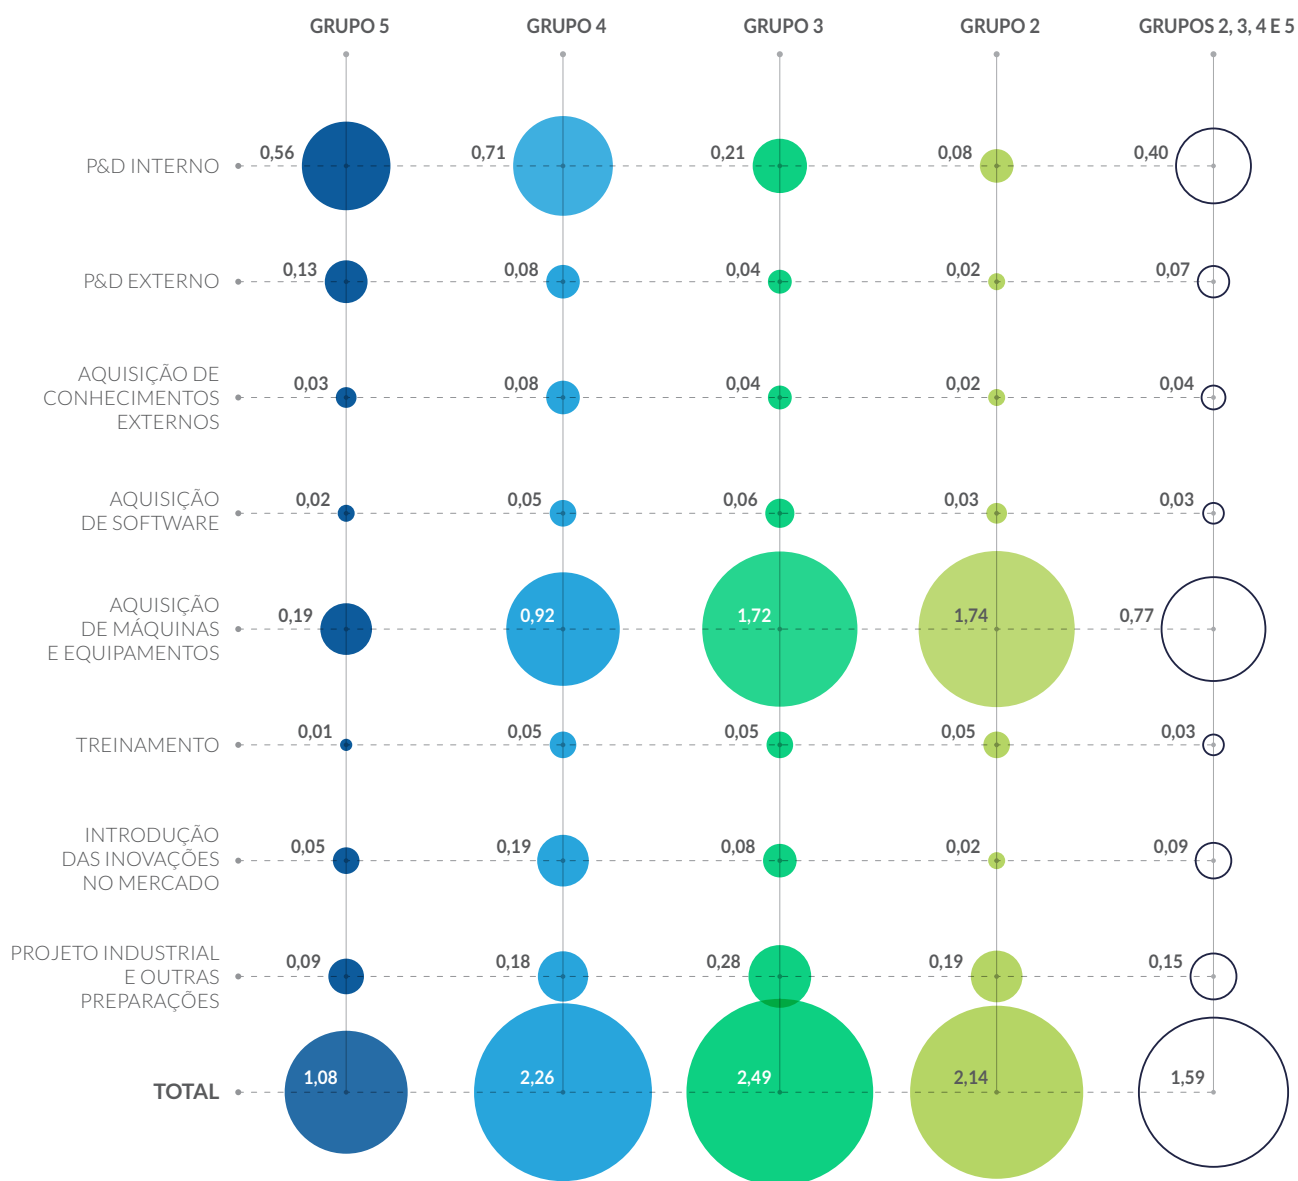 GRUPO 5 GRUPO 4 GRUPO 3 GRUPO 2 GRUPOS 2, 3, 4 E 5
P&D INTERNO 0,56 0,71 0,21 0,08 0,40
P&D EXTERNO 0,13 0,08 0,04 0,02 0,07
AQUISIÇÃO DE
CONHECIMENTOS
EXTERNOS
0,03 0,08 0,04 0,02 0,04
AQUISIÇÃO
DE SOFTWARE
0,02 0,05 0,06 0,03 0,03
AQUISIÇÃO
DE MÁQUINAS
E EQUIPAMENTOS
0,19 0,92 1,72 1,74 0,77
TREINAMENTO 0,01 0,05 0,05 0,05 0,03
INTRODUÇÃO
DAS INOVAÇÕES
NO MERCADO
0,05 0,19 0,08 0,02 0,09
PROJETO INDUSTRIAL
E OUTRAS
PREPARAÇÕES
0,09 0,18 0,28 0,19 0,15
TOTAL 1,08 2,26 2,49 2,14 1,59